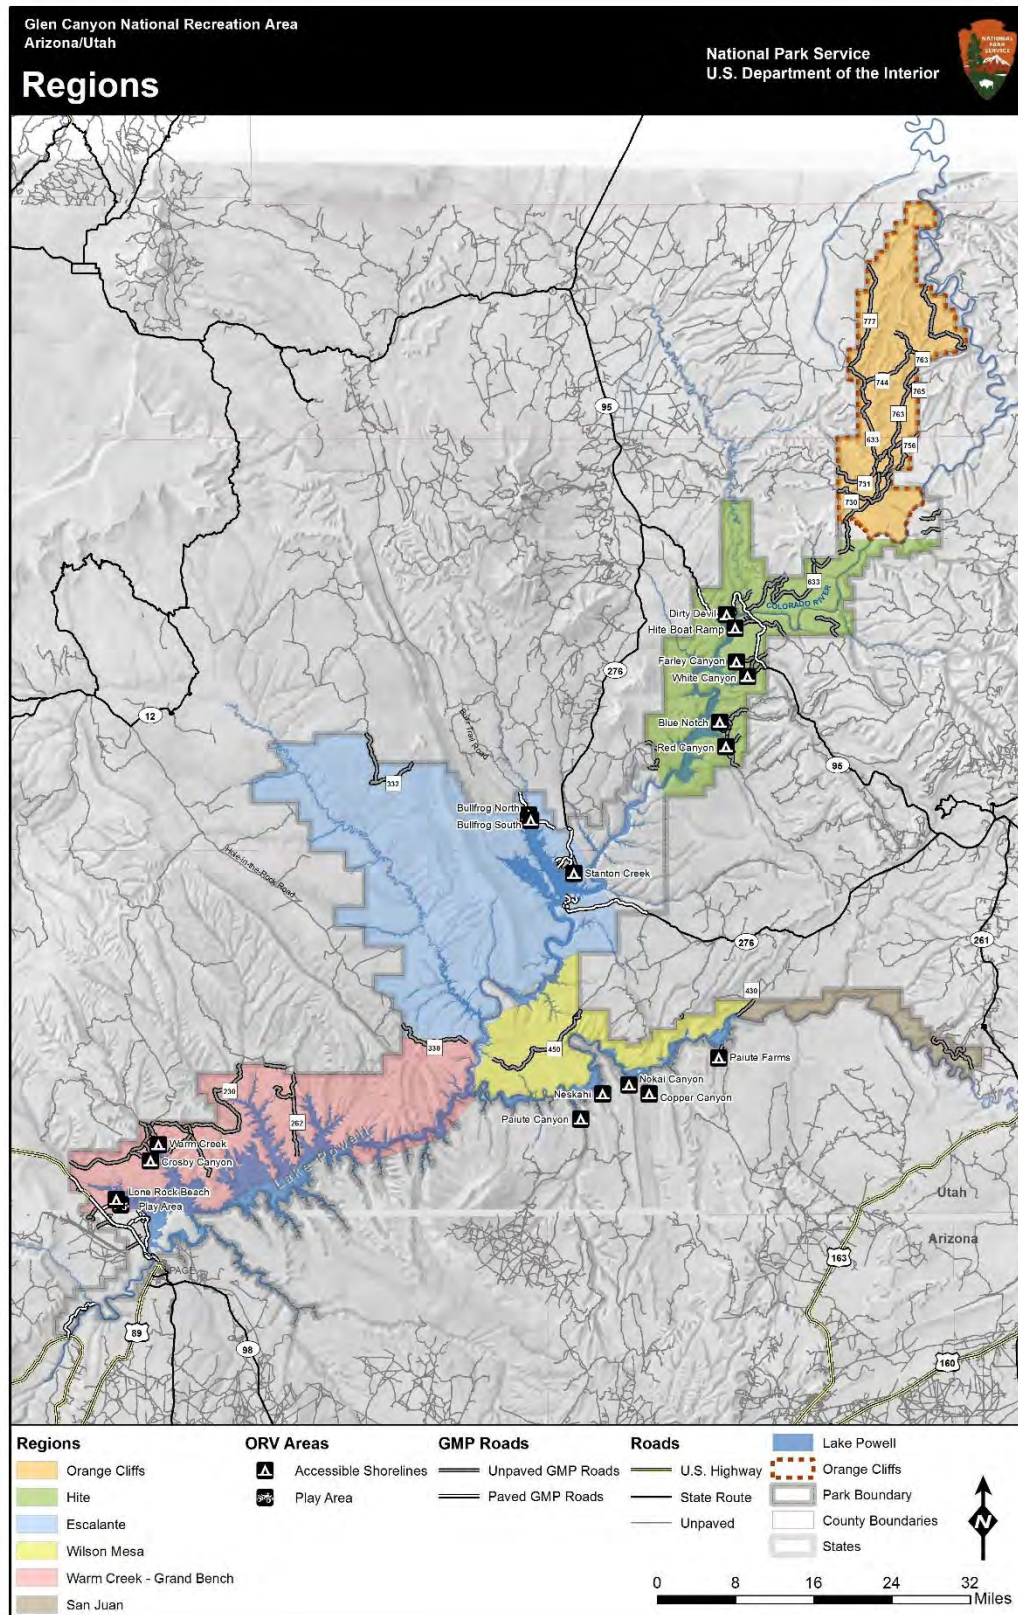 Glen Canyon National Recreation Area
Arizona/Utah
Regions
National Park Service
U.S. Department of the Interior
NATIONAL
PARK
SERVICE
777
763
744
765
95
763
633
756
731
730
633
COLORADO RIVER
Dirty Devil
Hite Boat Ramp
Farley Canyon
276
White Canyon
12
Blue Notch
Burr Trail Road
Red Canyon
95
332
Bullfrog North
Bullfrog South
Hole-in-the-Rock Road
Stanton Creek
276
261
430
330
450
Paiute Farms
Nokai Canyon
230
Neskahi
Copper Canyon
262
Paiute Canyon
Lake Powell
Warm Creek
Crosby Canyon
Lone Rock Beach
Play Area
Utah
Arizona
163
PAGE
89
98
160
Regions
Orange Cliffs
Hite
Escalante
Wilson Mesa
Warm Creek - Grand Bench
San Juan
ORV Areas
Accessible Shorelines
Play Area
GMP Roads
Unpaved GMP Roads
Paved GMP Roads
Roads
U.S. Highway
State Route
Unpaved
Lake Powell
Orange Cliffs
Park Boundary
County Boundaries
States
N
0 8 16 24 32
Miles